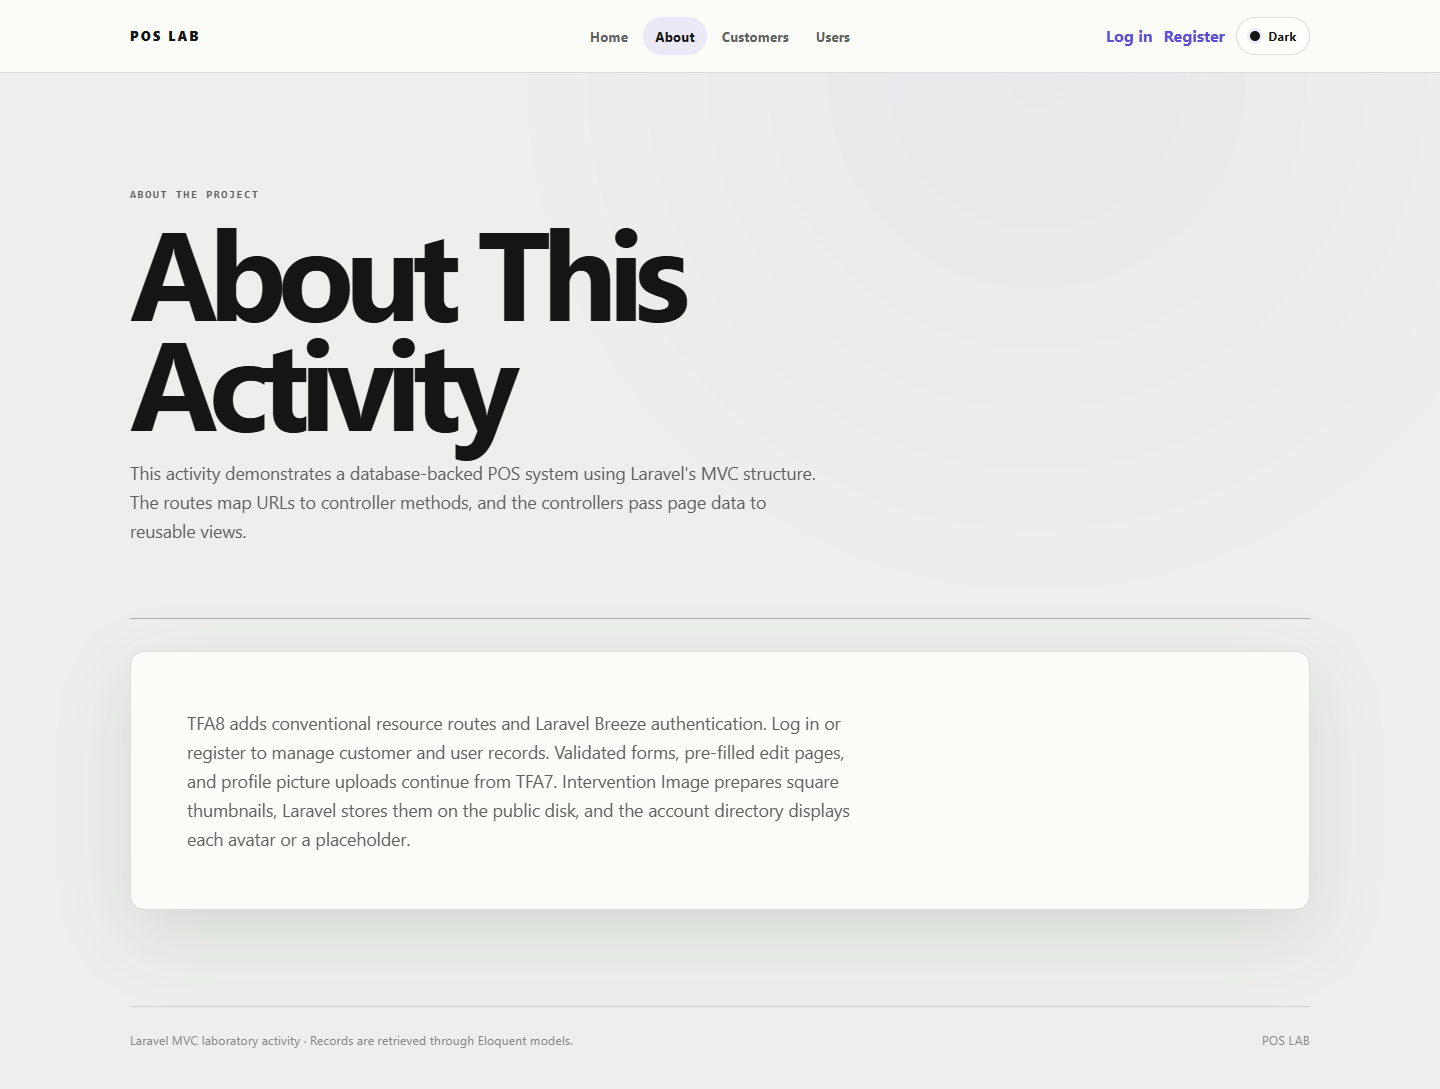 POS LAB
Home About Customers Users
Log in Register Dark
ABOUT THE PROJECT
About This
Activity
This activity demonstrates a database-backed POS system using Laravel's MVC structure.
The routes map URLs to controller methods, and the controllers pass page data to
reusable views.
TFA8 adds conventional resource routes and Laravel Breeze authentication. Log in or
register to manage customer and user records. Validated forms, pre-filled edit pages,
and profile picture uploads continue from TFA7. Intervention Image prepares square
thumbnails, Laravel stores them on the public disk, and the account directory displays
each avatar or a placeholder.
Laravel MVC laboratory activity · Records are retrieved through Eloquent models.
POS LAB